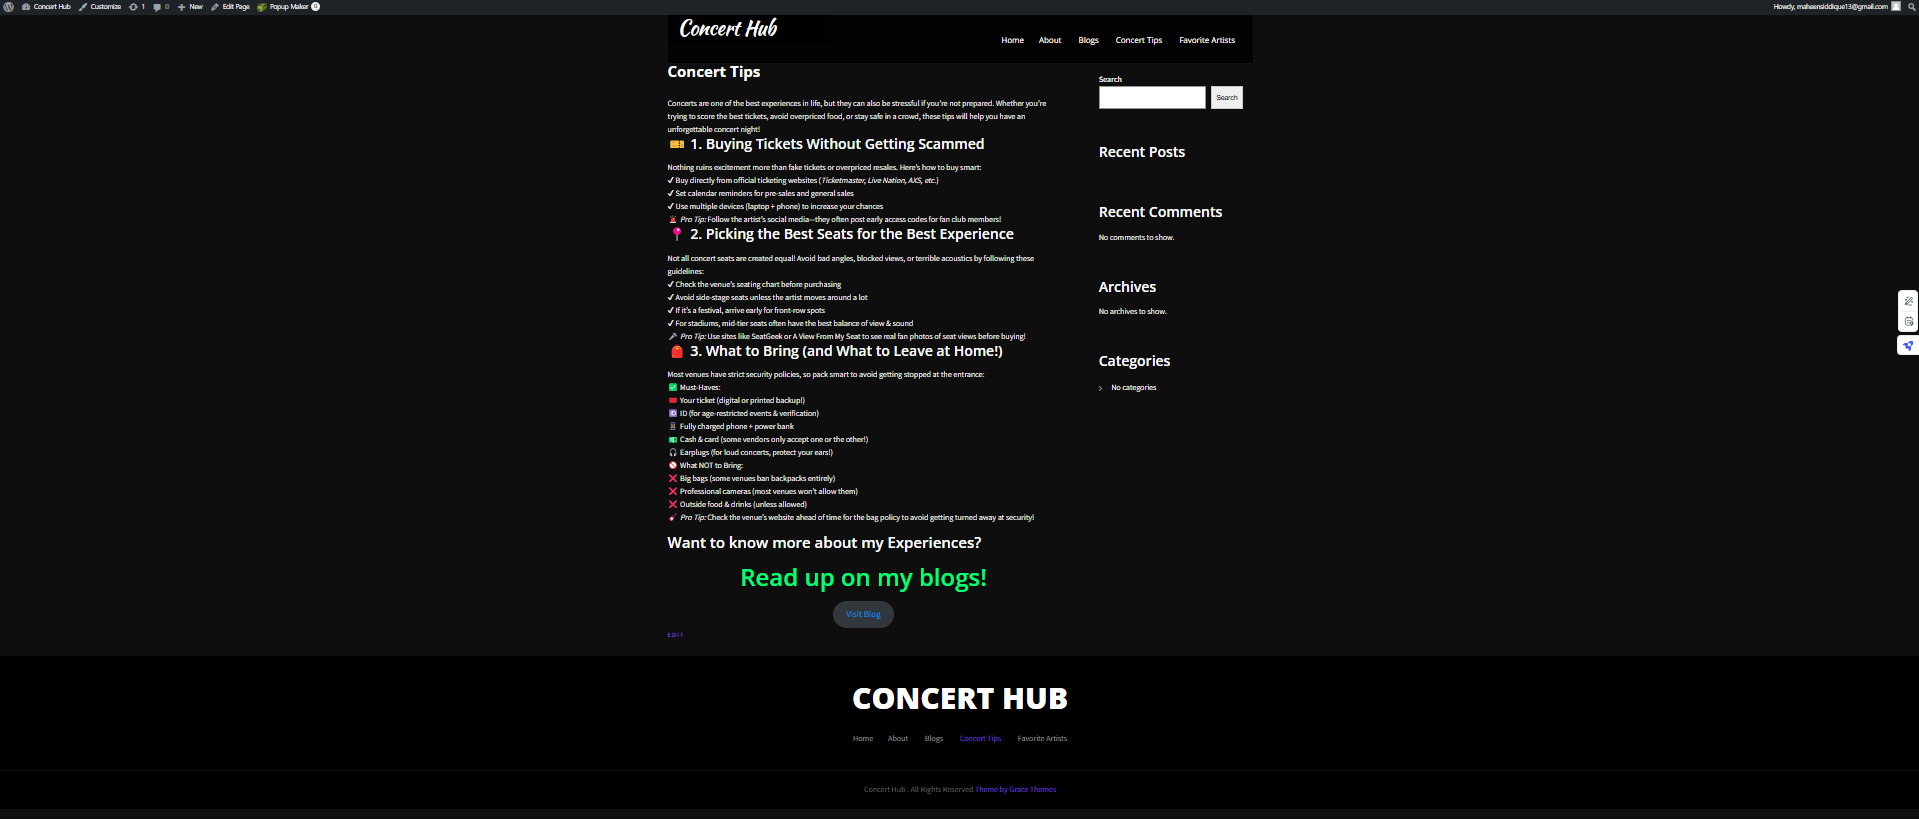 Concert Hub Customize 1 0 New Edit Page Popup Maker 0
Howdy, maheensiddique13@gmail.com
Concert Hub
Home About Blogs Concert Tips Favorite Artists
Concert Tips
Concerts are one of the best experiences in life, but they can also be stressful if you're not prepared. Whether you're
trying to score the best tickets, avoid overpriced food, or stay safe in a crowd, these tips will help you have an
unforgettable concert night!
🎫 1. Buying Tickets Without Getting Scammed
Nothing ruins excitement more than fake tickets or overpriced resales. Here's how to buy smart:
✔ Buy directly from official ticketing websites (Ticketmaster, Live Nation, AXS, etc.)
✔ Set calendar reminders for pre-sales and general sales
✔ Use multiple devices (laptop + phone) to increase your chances
🚨 Pro Tip: Follow the artist's social media—they often post early access codes for fan club members!
📍 2. Picking the Best Seats for the Best Experience
Not all concert seats are created equal! Avoid bad angles, blocked views, or terrible acoustics by following these
guidelines:
✔ Check the venue's seating chart before purchasing
✔ Avoid side-stage seats unless the artist moves around a lot
✔ If it's a festival, arrive early for front-row spots
✔ For stadiums, mid-tier seats often have the best balance of view & sound
🎤 Pro Tip: Use sites like SeatGeek or A View From My Seat to see real fan photos of seat views before buying!
🎒 3. What to Bring (and What to Leave at Home!)
Most venues have strict security policies, so pack smart to avoid getting stopped at the entrance:
✅ Must-Haves:
🎟 Your ticket (digital or printed backup!)
🆔 ID (for age-restricted events & verification)
📱 Fully charged phone + power bank
💵 Cash & card (some vendors only accept one or the other!)
🎧 Earplugs (for loud concerts, protect your ears!)
🚫 What NOT to Bring:
❌ Big bags (some venues ban backpacks entirely)
❌ Professional cameras (most venues won't allow them)
❌ Outside food & drinks (unless allowed)
🎸 Pro Tip: Check the venue's website ahead of time for the bag policy to avoid getting turned away at security!
Want to know more about my Experiences?
Read up on my blogs!
Visit Blog
EDIT
Search
Search
Recent Posts
Recent Comments
No comments to show.
Archives
No archives to show.
Categories
No categories
CONCERT HUB
Home About Blogs Concert Tips Favorite Artists
Concert Hub . All Rights Reserved Theme by Grace Themes